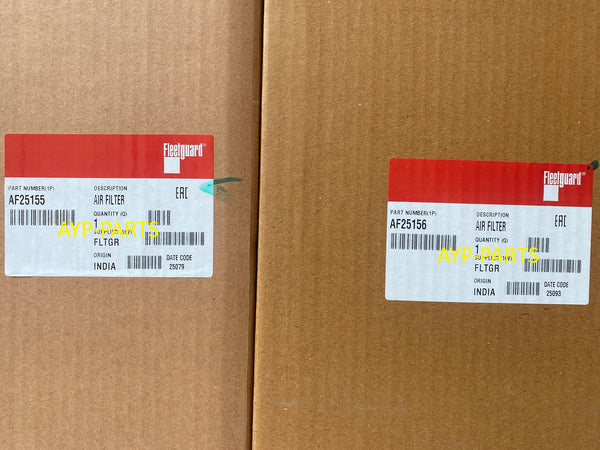 Fleetguard®
PART NUMBER(1P)
AF25155
DESCRIPTION
AIR FILTER
EAC
QUANTITY (Q)
1
FLTGR
ORIGIN
INDIA
DATE CODE
25079
AYP-PARTS
Fleetguard®
PART NUMBER(1P)
AF25156
DESCRIPTION
AIR FILTER
EAC
QUANTITY (Q)
1
FLTGR
ORIGIN
INDIA
DATE CODE
25093
AYP-PARTS